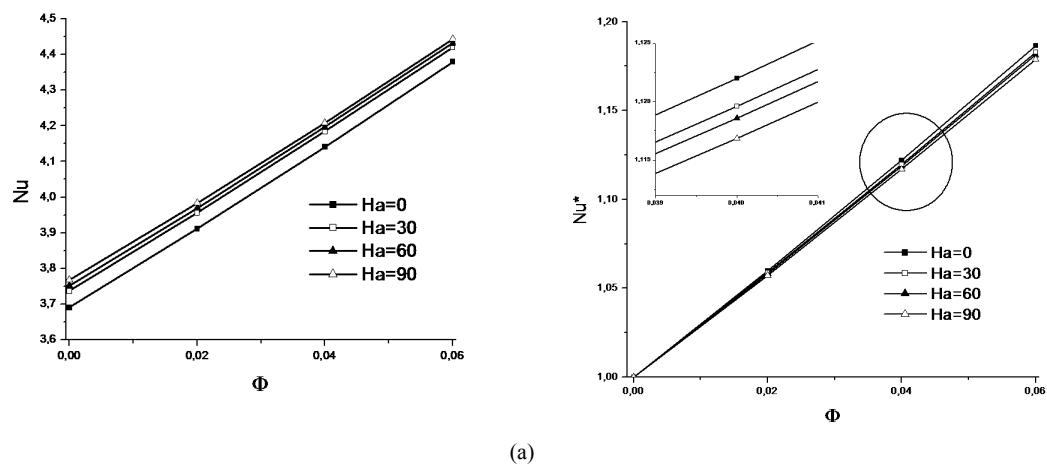 4,5
4,4
4,3
4,2
4,1
4,0
3,9
3,8
3,7
3,6
Nu
0,00
0,02
0,04
0,06
Φ
Ha=0
Ha=30
Ha=60
Ha=90
1,20
1,15
1,10
1,05
1,00
Nu*
0,00
0,02
0,04
0,06
Φ
1,125
1,120
1,115
0,039
0,040
0,041
Ha=0
Ha=30
Ha=60
Ha=90
(a)